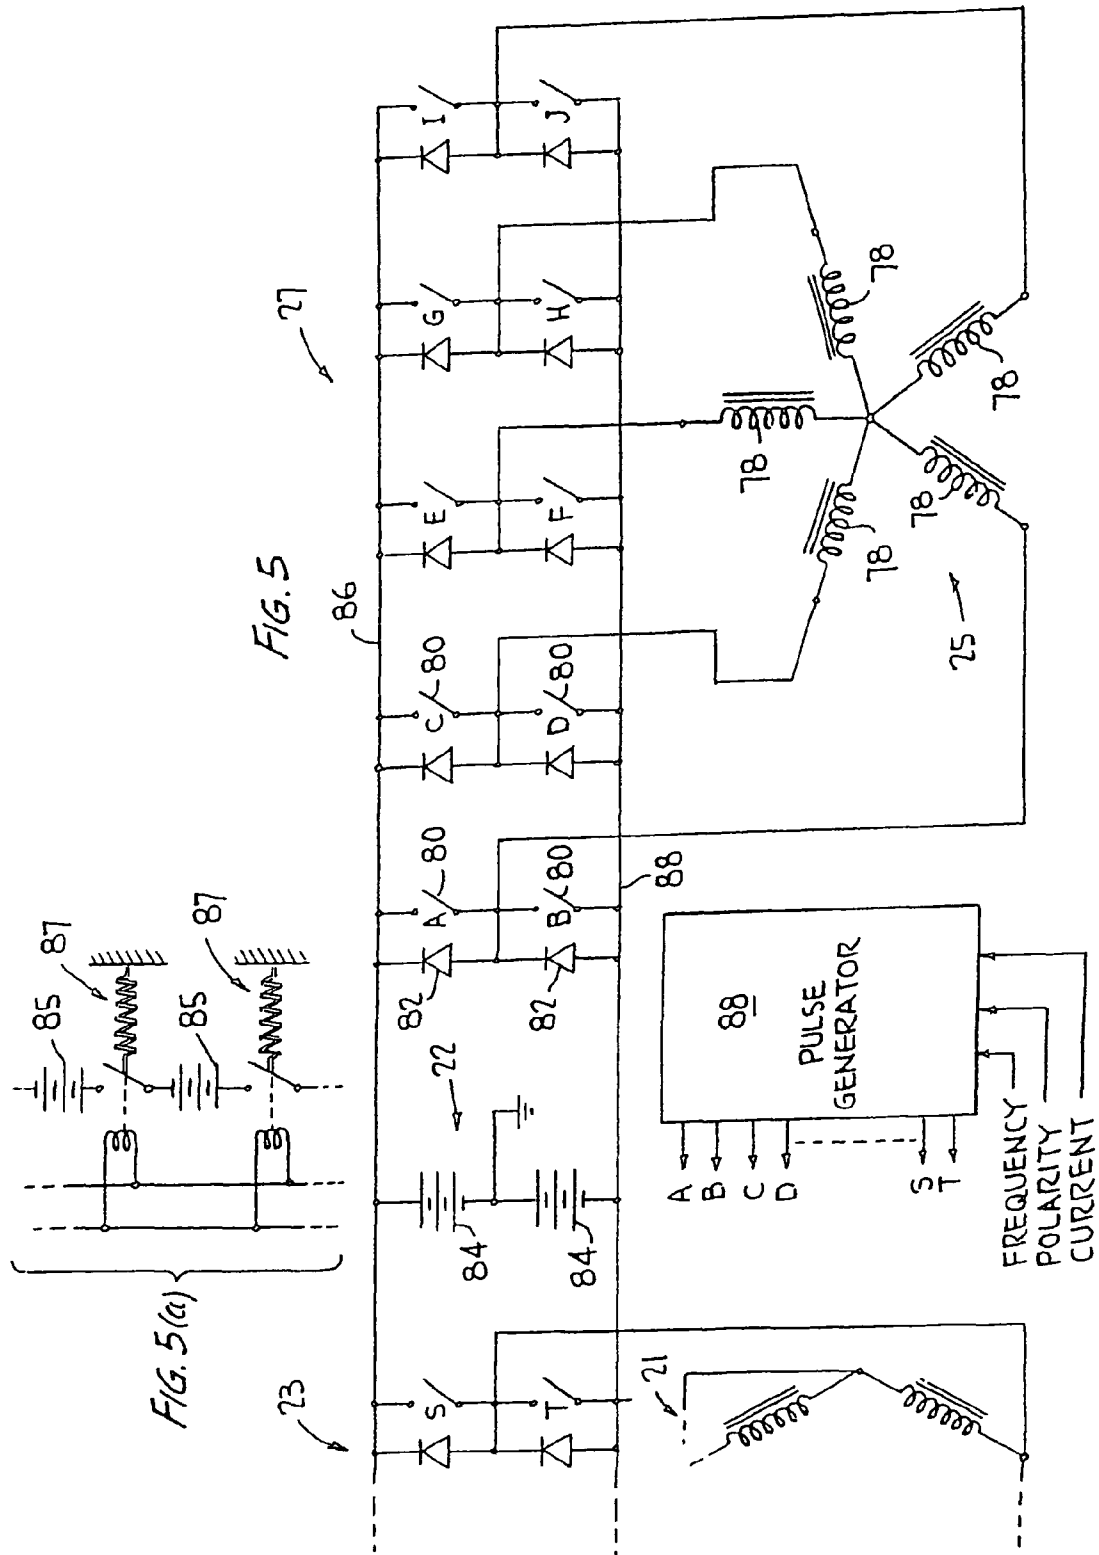 FIG. 5
FIG. 5(a)
85
87
85
87
27
86
23
22
S
T
84
84
82
82
A
80
B
80
C
80
D
80
E
F
G
H
I
J
88
21
88
PULSE
GENERATOR
A
B
C
D
S
T
FREQUENCY
POLARITY
CURRENT
25
78
78
78
78
78